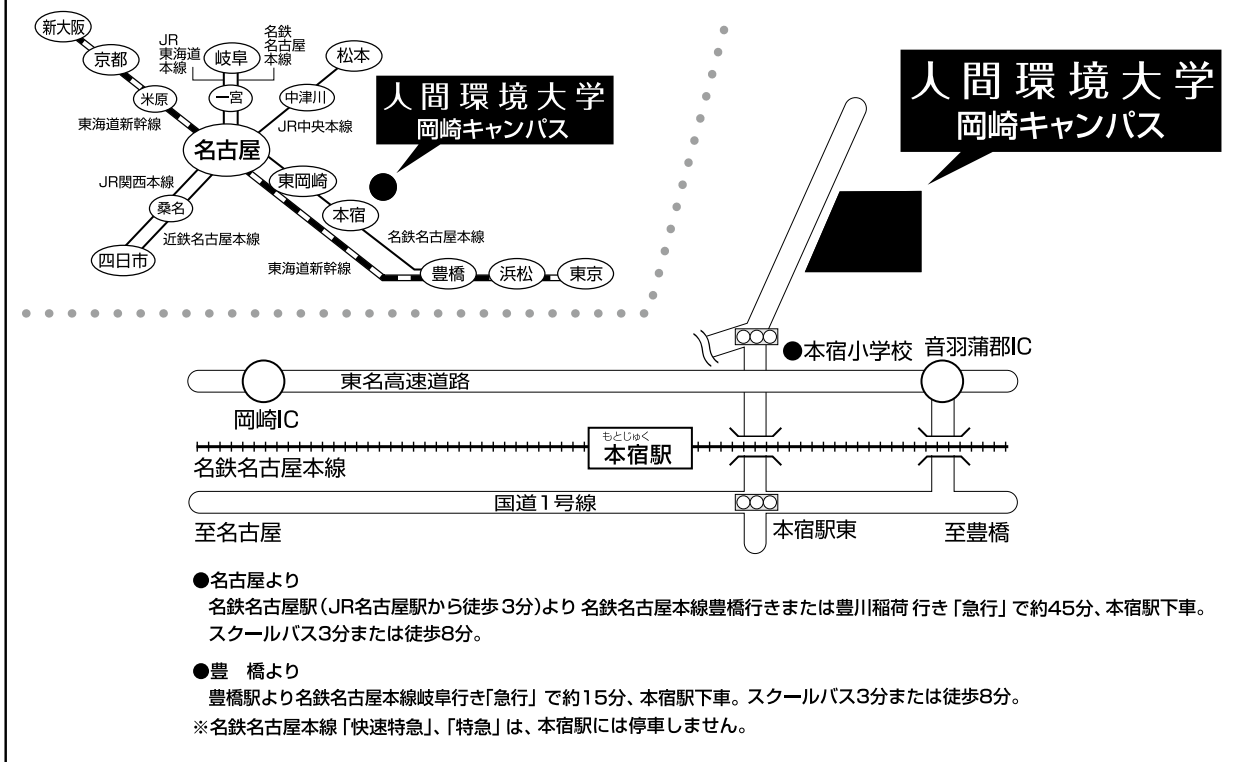 新大阪
京都
米原
東海道新幹線
JR
東海道
本線
岐阜
一宮
名鉄
名古屋
本線
松本
中津川
JR中央本線
名古屋
JR関西本線
桑名
近鉄名古屋本線
四日市
東岡崎
本宿
名鉄名古屋本線
東海道新幹線
豊橋
浜松
東京
人間環境大学
岡崎キャンパス
人間環境大学
岡崎キャンパス
●本宿小学校
音羽蒲郡IC
東名高速道路
岡崎IC
もとじゅく
本宿駅
名鉄名古屋本線
国道1号線
至名古屋
本宿駅東
至豊橋
●名古屋より
名鉄名古屋駅(JR名古屋駅から徒歩3分)より 名鉄名古屋本線豊橋行きまたは豊川稲荷 行き「急行」で約45分、本宿駅下車。
スクールバス3分または徒歩8分。
●豊　橋より
豊橋駅より名鉄名古屋本線岐阜行き「急行」で約15分、本宿駅下車。スクールバス3分または徒歩8分。
※名鉄名古屋本線「快速特急」、「特急」は、本宿駅には停車しません。